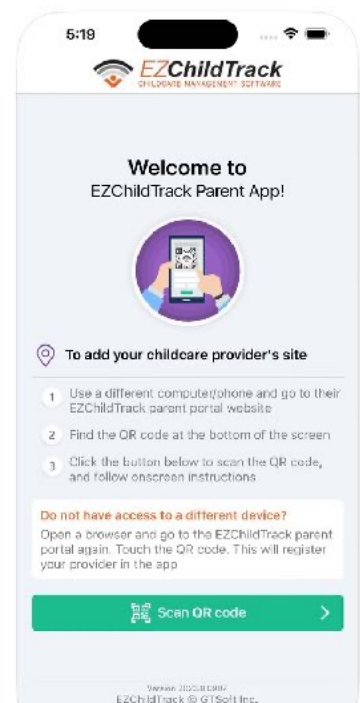 5:19
EZChildTrack
CHILDCARE MANAGEMENT SOFTWARE
Welcome to
EZChildTrack Parent App!
To add your childcare provider's site
1 Use a different computer/phone and go to their
EZChildTrack parent portal website
2 Find the QR code at the bottom of the screen
3 Click the button below to scan the QR code,
and follow onscreen instructions
Do not have access to a different device?
Open a browser and go to the EZChildTrack parent
portal again. Touch the QR code. This will register
your provider in the app
Scan QR code
Version
EZChildTrack © GTSoft Inc.